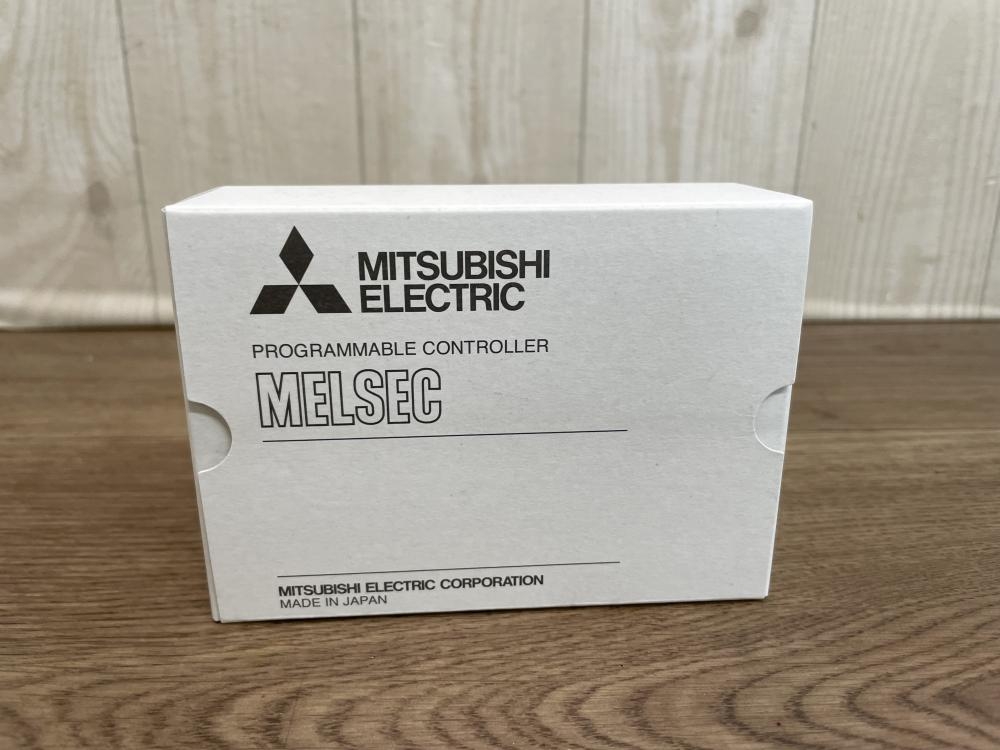 MITSUBISHI
ELECTRIC
PROGRAMMABLE CONTROLLER
MELSEC
MITSUBISHI ELECTRIC CORPORATION
MADE IN JAPAN